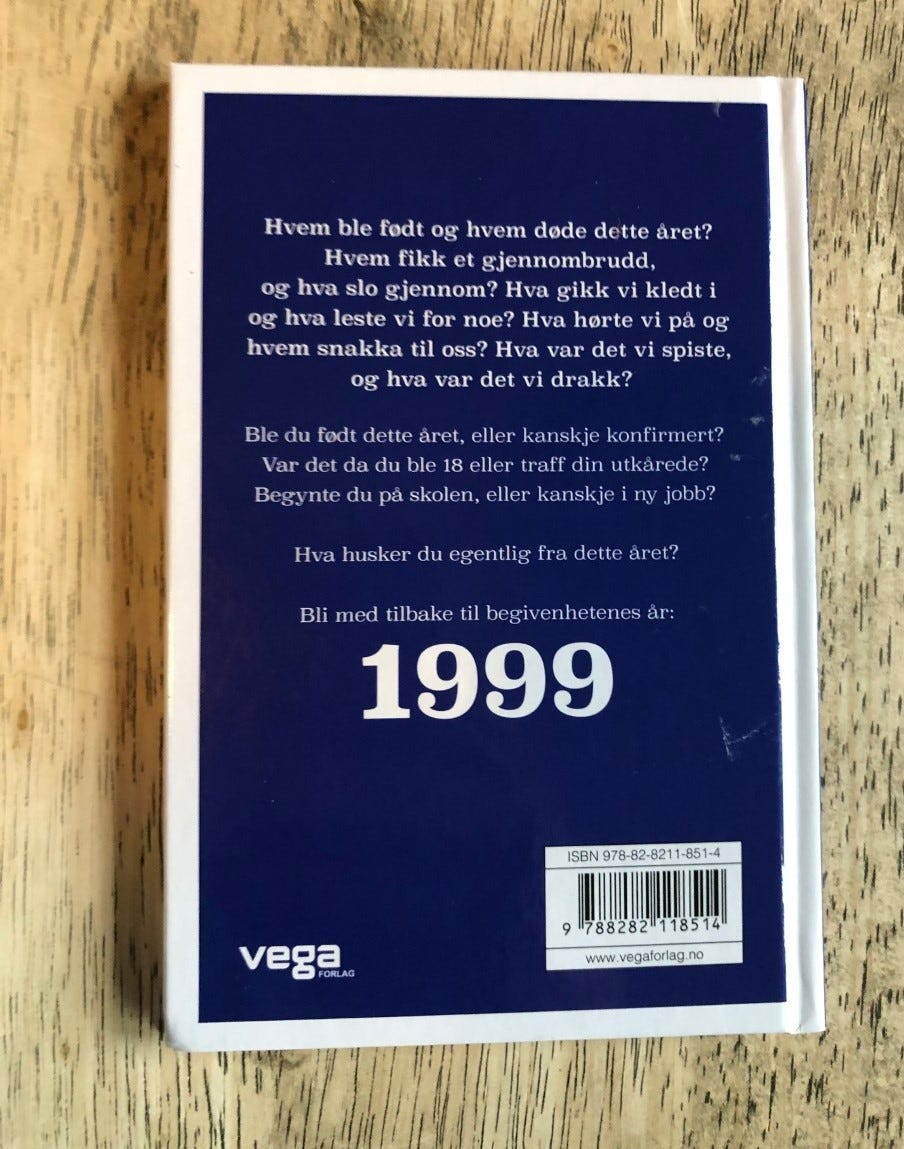 Hvem ble født og hvem døde dette året?
Hvem fikk et gjennombrudd,
og hva slo gjennom? Hva gikk vi kledt i
og hva leste vi for noe? Hva hørte vi på og
hvem snakka til oss? Hva var det vi spiste,
og hva var det vi drakk?
Ble du født dette året, eller kanskje konfirmert?
Var det da du ble 18 eller traff din utkårede?
Begynte du på skolen, eller kanskje i ny jobb?
Hva husker du egentlig fra dette året?
Bli med tilbake til begivenhetenes år:
1999
ISBN 978-82-8211-851-4
9 788282 118514
www.vegaforlag.no
vega
FORLAG